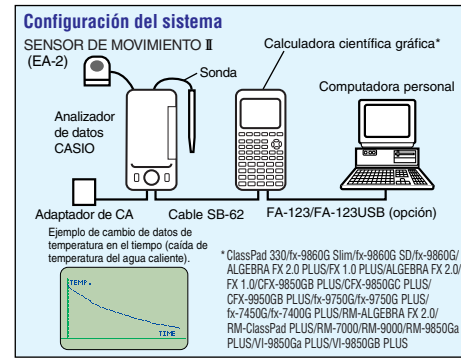 Configuración del sistema
SENSOR DE MOVIMIENTO II
(EA-2)
Calculadora científica gráfica*
Sonda
Computadora personal
Analizador
de datos
CASIO
Adaptador de CA
Cable SB-62
FA-123/FA-123USB (opción)
Ejemplo de cambio de datos de
temperatura en el tiempo (caída de
temperatura del agua caliente).
TEMP.
TIME
* ClassPad 330/fx-9860G Slim/fx-9860G SD/fx-9860G/
ALGEBRA FX 2.0 PLUS/FX 1.0 PLUS/ALGEBRA FX 2.0/
FX 1.0/CFX-9850GB PLUS/CFX-9850GC PLUS/
CFX-9950GB PLUS/fx-9750G/fx-9750G PLUS/
fx-7450G/fx-7400G PLUS/RM-ALGEBRA FX 2.0/
RM-ClassPad PLUS/RM-7000/RM-9000/RM-9850Ga
PLUS/VI-9850Ga PLUS/VI-9850GB PLUS